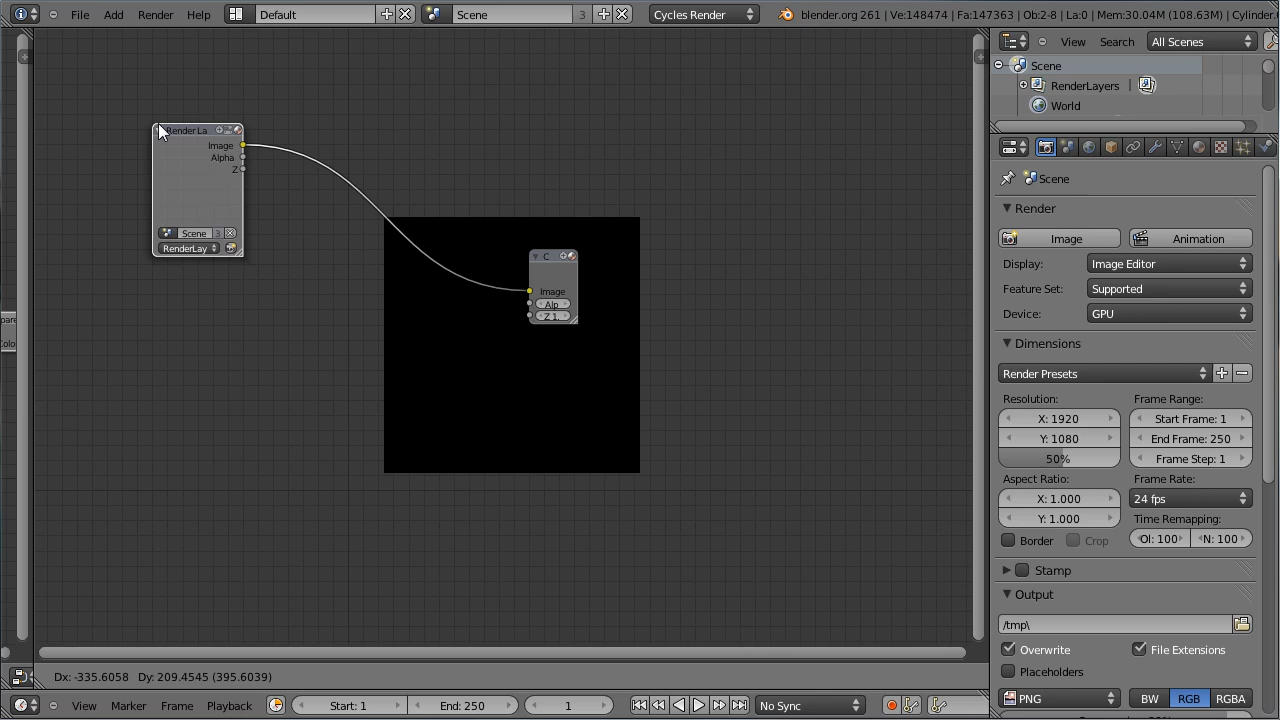 File Add Render Help Default Scene 3 Cycles Render blender.org 261 | Ve:148474 | Fa:147363 | Ob:2-8 | La:0 | Mem:30.04M (108.63M) | Cylinder.
View Search All Scenes
Scene
RenderLayers |
World
Render La
Image
Alpha
Z
Scene 3
RenderLay
C
Image
Alp
Z 1.
pare
Colo
Scene
Render
Image Animation
Display: Image Editor
Feature Set: Supported
Device: GPU
Dimensions
Render Presets
Resolution: Frame Range:
X: 1920 Start Frame: 1
Y: 1080 End Frame: 250
50% Frame Step: 1
Aspect Ratio: Frame Rate:
X: 1.000 24 fps
Y: 1.000 Time Remapping:
Border Crop Ol: 100 N: 100
Stamp
Output
/tmp\
Overwrite File Extensions
Placeholders
PNG BW RGB RGBA
Dx: -335.6058 Dy: 209.4545 (395.6039)
View Marker Frame Playback Start: 1 End: 250 1 No Sync